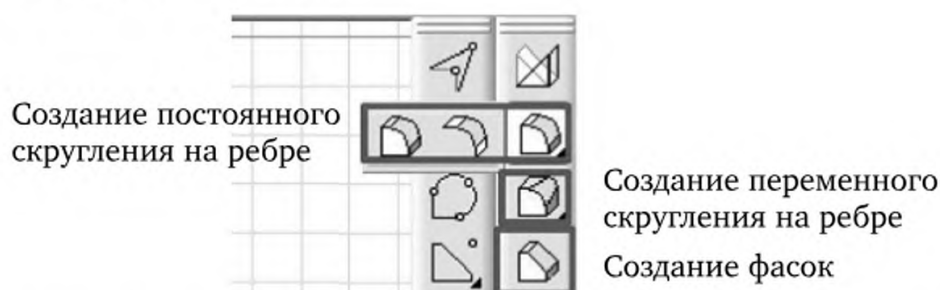 Создание постоянного
скругления на ребре
Создание переменного
скругления на ребре
Создание фасок